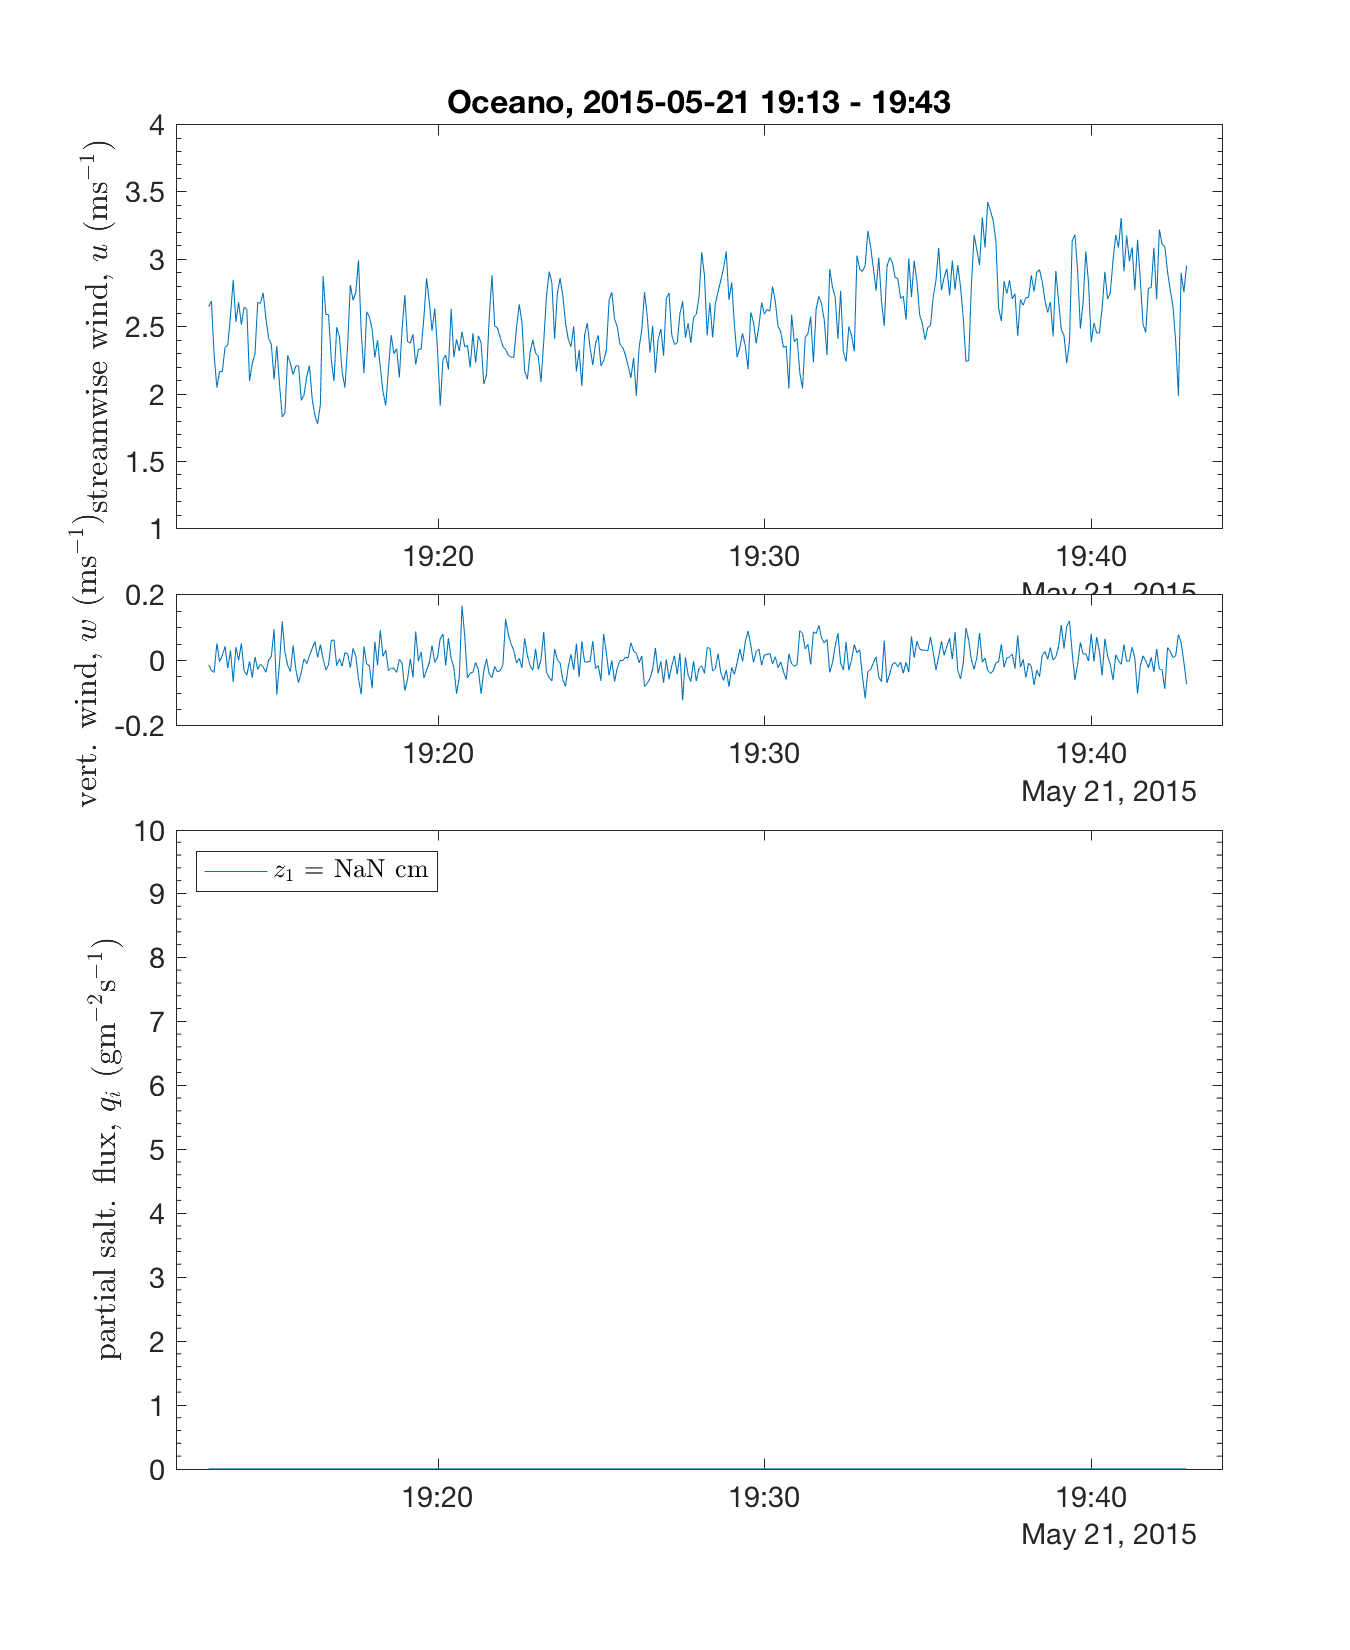 Oceano, 2015-05-21 19:13 - 19:43
streamwise wind, u (ms⁻¹)
4
3.5
3
2.5
2
1.5
1
19:20 19:30 19:40
May 21, 2015
vert. wind, w (ms⁻¹)
0.2
0
-0.2
19:20 19:30 19:40
May 21, 2015
partial salt. flux, qᵢ (gm⁻²s⁻¹)
10
9
8
7
6
5
4
3
2
1
0
z₁ = NaN cm
19:20 19:30 19:40
May 21, 2015